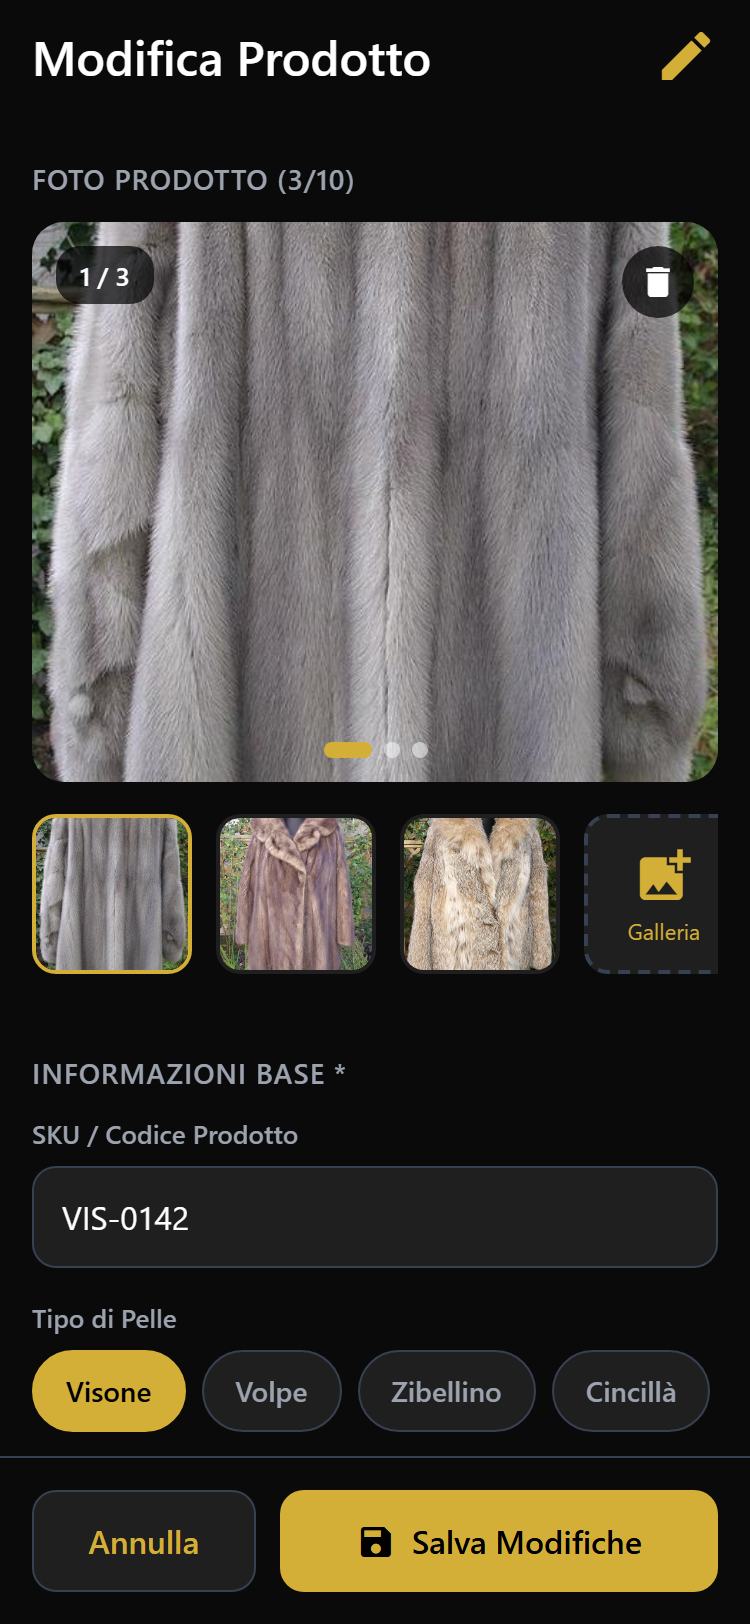 Modifica Prodotto
FOTO PRODOTTO (3/10)
1 / 3
Galleria
INFORMAZIONI BASE *
SKU / Codice Prodotto
VIS-0142
Tipo di Pelle
Visone Volpe Zibellino Cincillà
Annulla Salva Modifiche